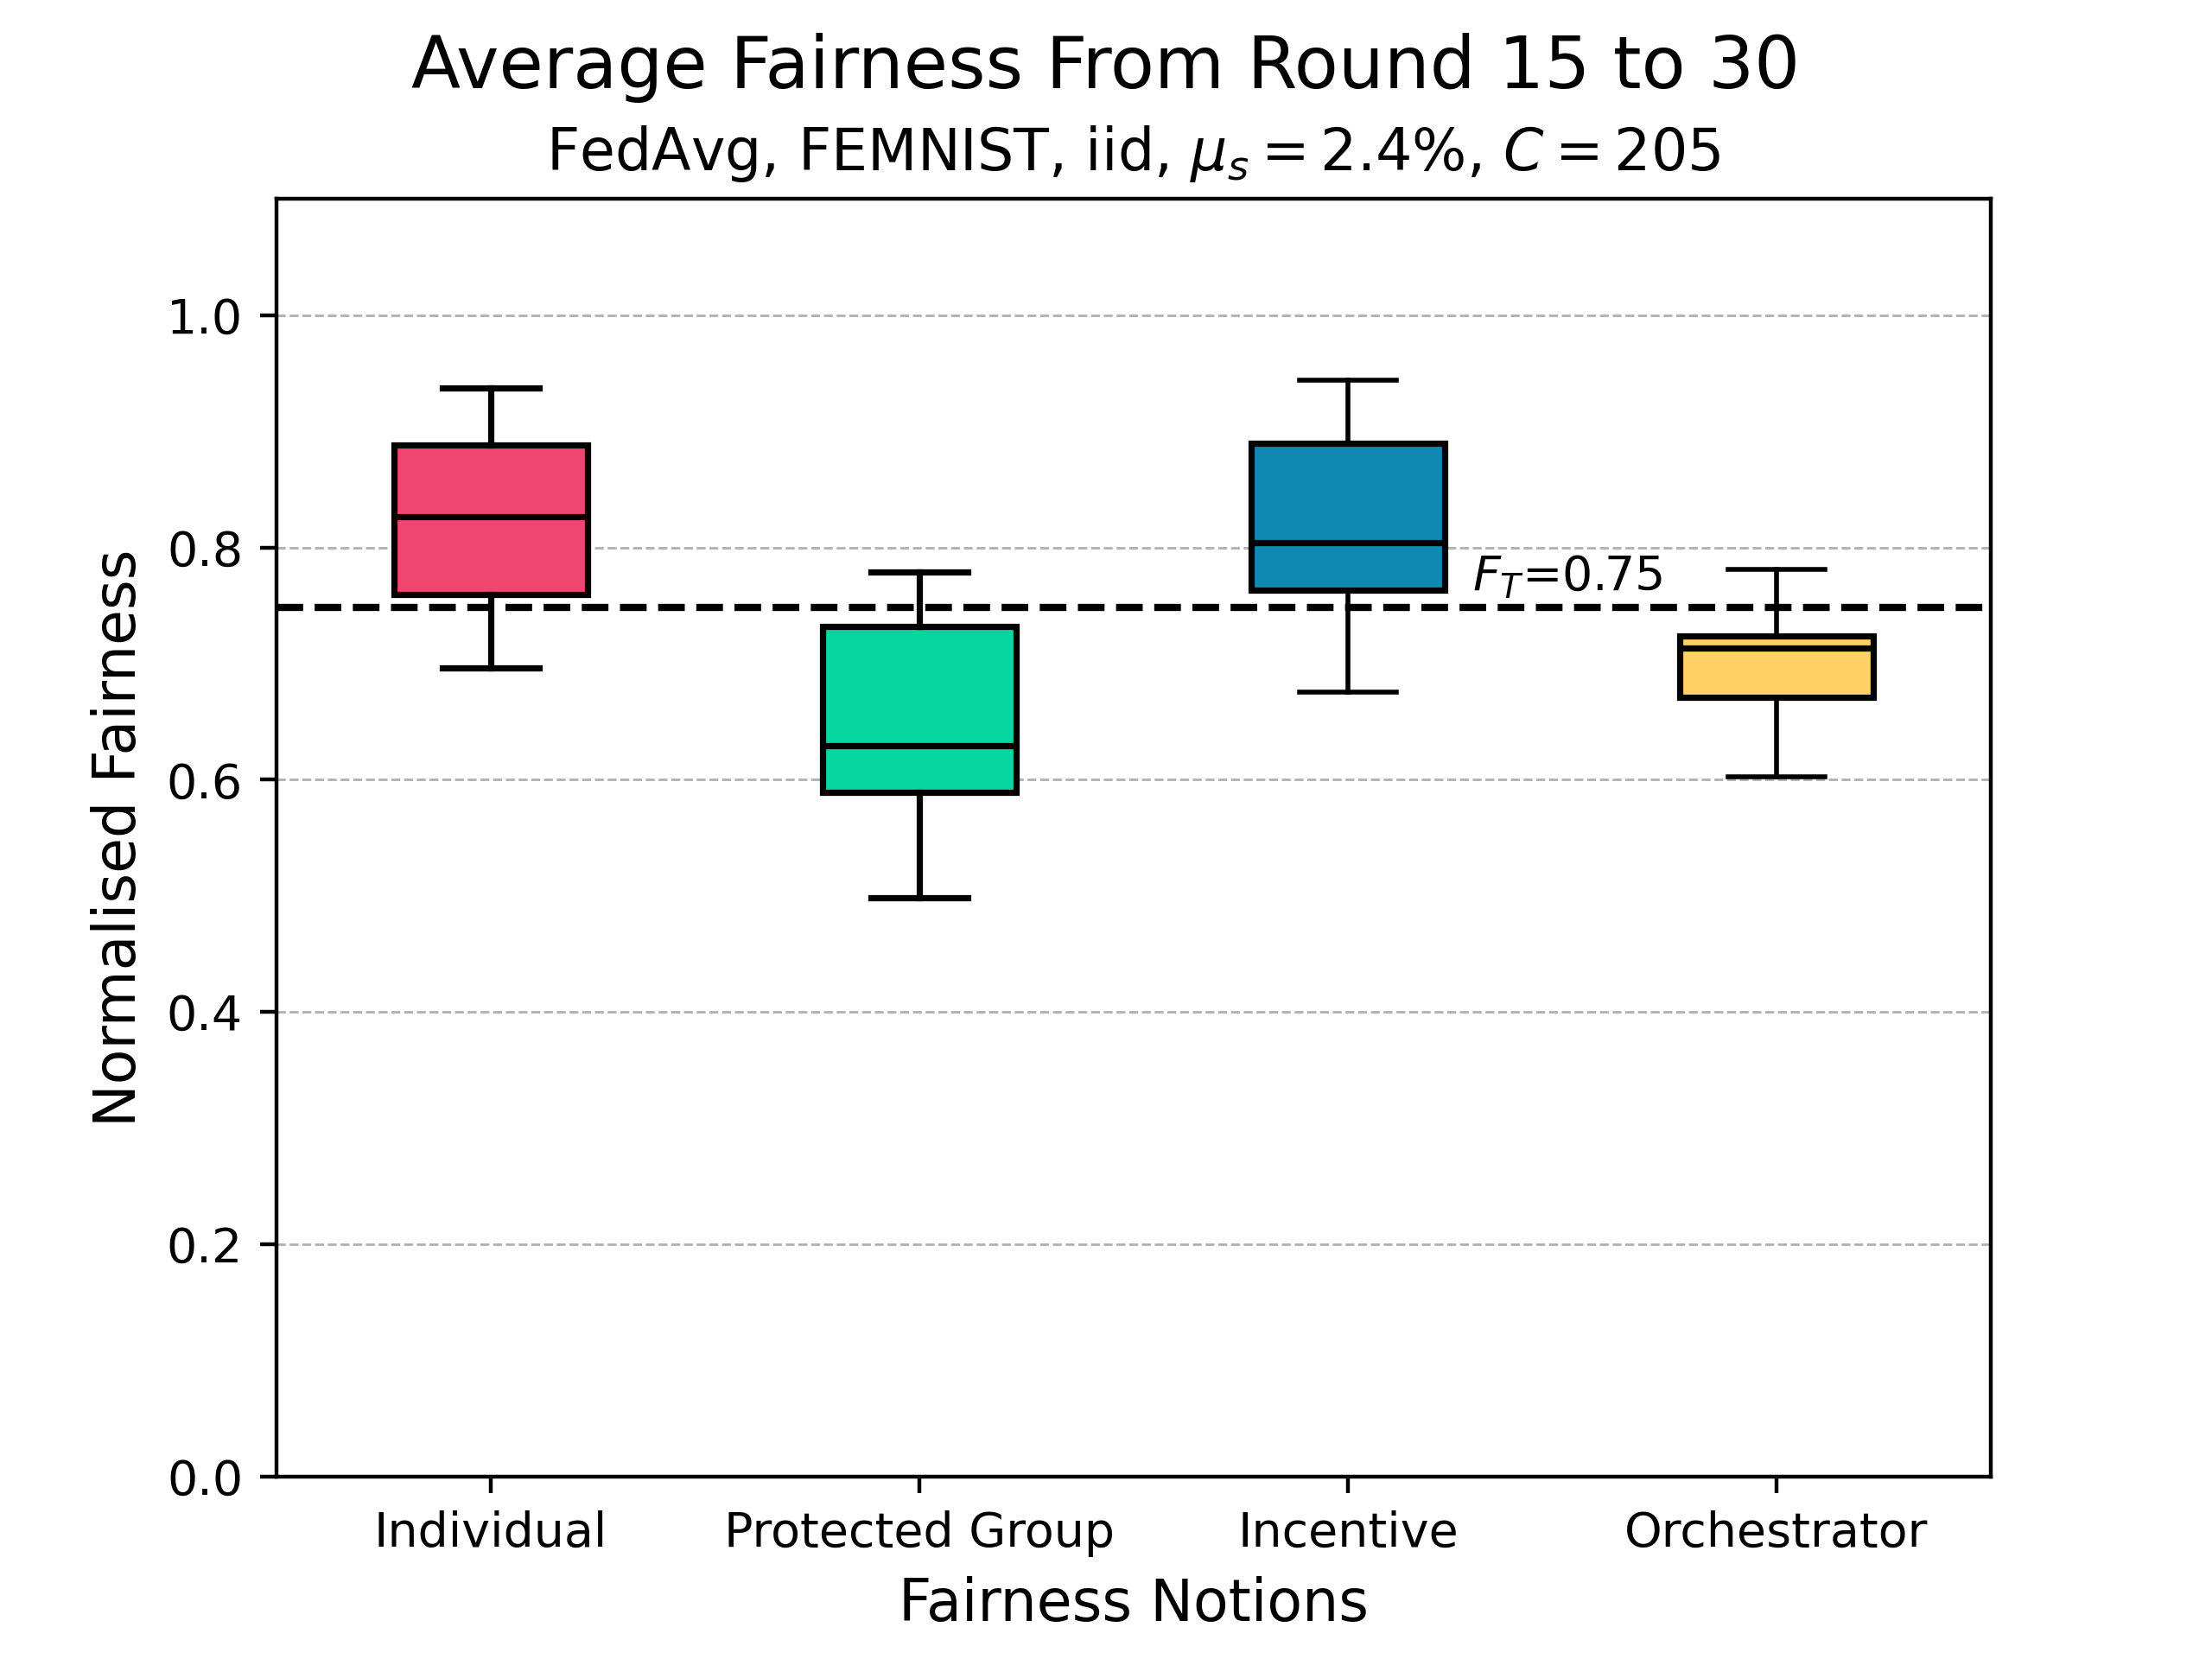 Average Fairness From Round 15 to 30
FedAvg, FEMNIST, iid, μₛ = 2.4%, C = 205
Normalised Fairness
1.0
0.8
0.6
0.4
0.2
0.0
F_T=0.75
Individual
Protected Group
Incentive
Orchestrator
Fairness Notions